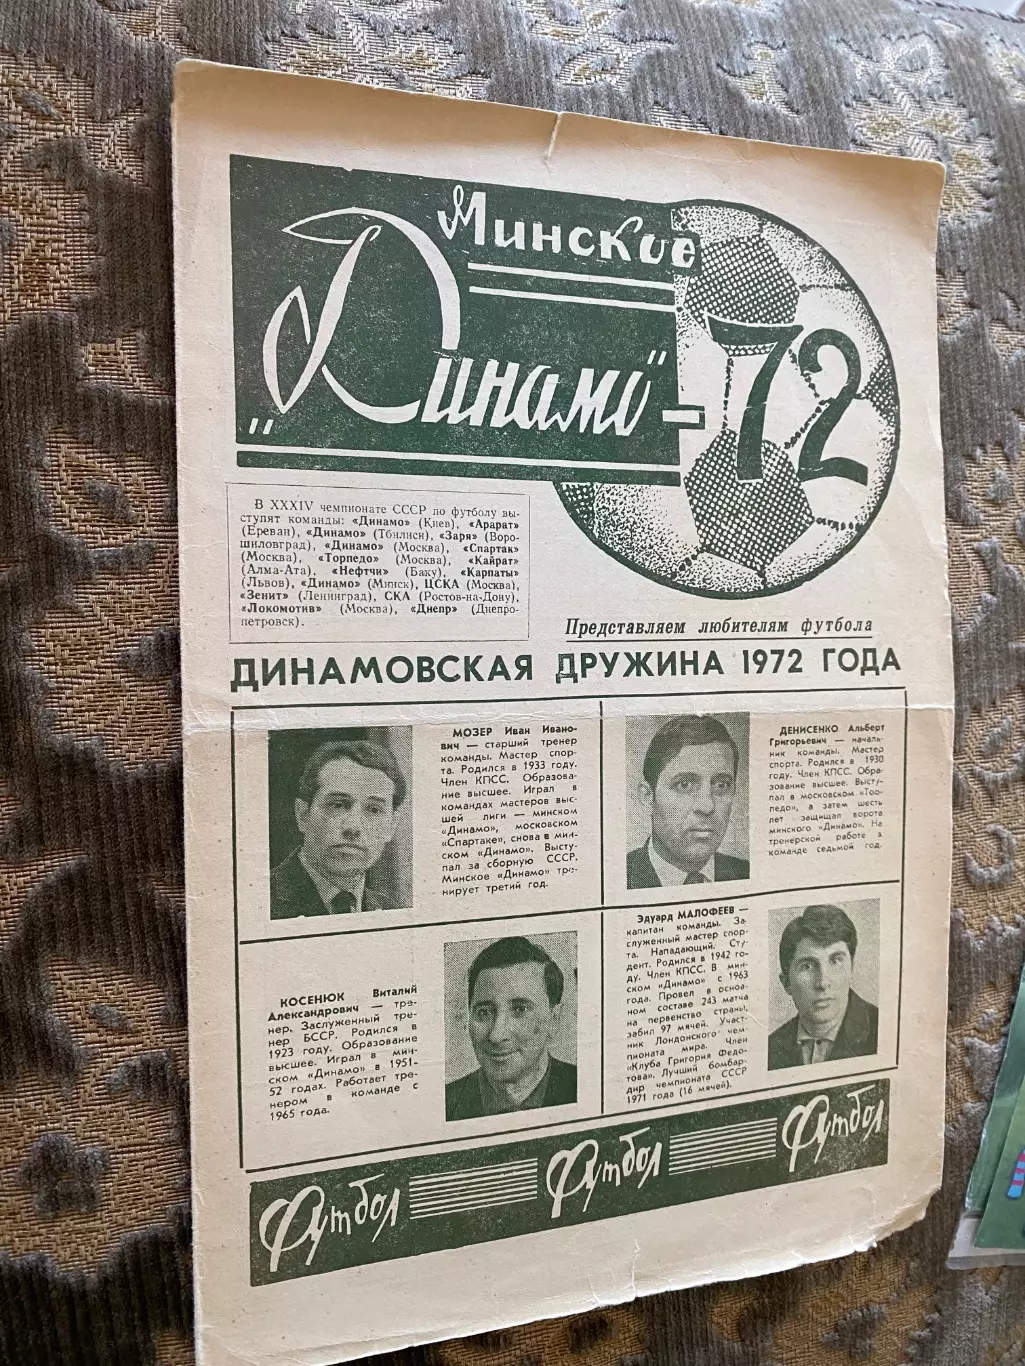 Минское
„Динамо"-72
В XXXIV чемпионате СССР по футболу вы-
ступят команды: «Динамо» (Киев), «Арарат»
(Ереван), «Динамо» (Тбилиси), «Заря» (Воро-
шиловград), «Динамо» (Москва), «Спартак»
(Москва), «Торпедо» (Москва), «Кайрат»
(Алма-Ата), «Нефтчи» (Баку), «Карпаты»
(Львов), «Динамо» (Минск), ЦСКА (Москва),
«Зенит» (Ленинград), СКА (Ростов-на-Дону),
«Локомотив» (Москва), «Днепр» (Днепро-
петровск).
Представляем любителям футбола
ДИНАМОВСКАЯ ДРУЖИНА 1972 ГОДА
МОЗЕР Иван Ивано-
вич — старший тренер
команды. Мастер спор-
та. Родился в 1933 году.
Член КПСС. Образова-
ние высшее. Играл в
командах мастеров выс-
шей лиги — минском
«Динамо», московском
«Спартаке», снова в мин-
ском «Динамо». Высту-
пал за сборную СССР.
Минское «Динамо» тре-
нирует третий год.
ДЕНИСЕНКО Альберт
Григорьевич — началь-
ник команды. Мастер
спорта. Родился в 1930
году. Член КПСС. Обра-
зование высшее. Высту-
пал в московском «Тор-
педо», а затем шесть
лет защищал ворота
минского «Динамо». На
тренерской работе в
команде седьмой год.
КОСЕНЮК Виталий
Александрович — тре-
нер. Заслуженный тре-
нер БССР. Родился в
1923 году. Образование
высшее. Играл в мин-
ском «Динамо» в 1951-
52 годах. Работает тре-
нером в команде с
1965 года.
Эдуард МАЛОФЕЕВ —
капитан команды. За-
служенный мастер спор-
та. Нападающий. Сту-
дент. Родился в 1942 го-
ду. Член КПСС. В мин-
ском «Динамо» с 1963
года. Провел в основ-
ном составе 243 матча
на первенство страны,
забил 97 мячей. Участ-
ник Лондонского чем-
пионата мира. Член
«Клуба Григория Федо-
това». Лучший бомбар-
дир чемпионата СССР
1971 года (16 мячей).
Футбол Футбол Футбол